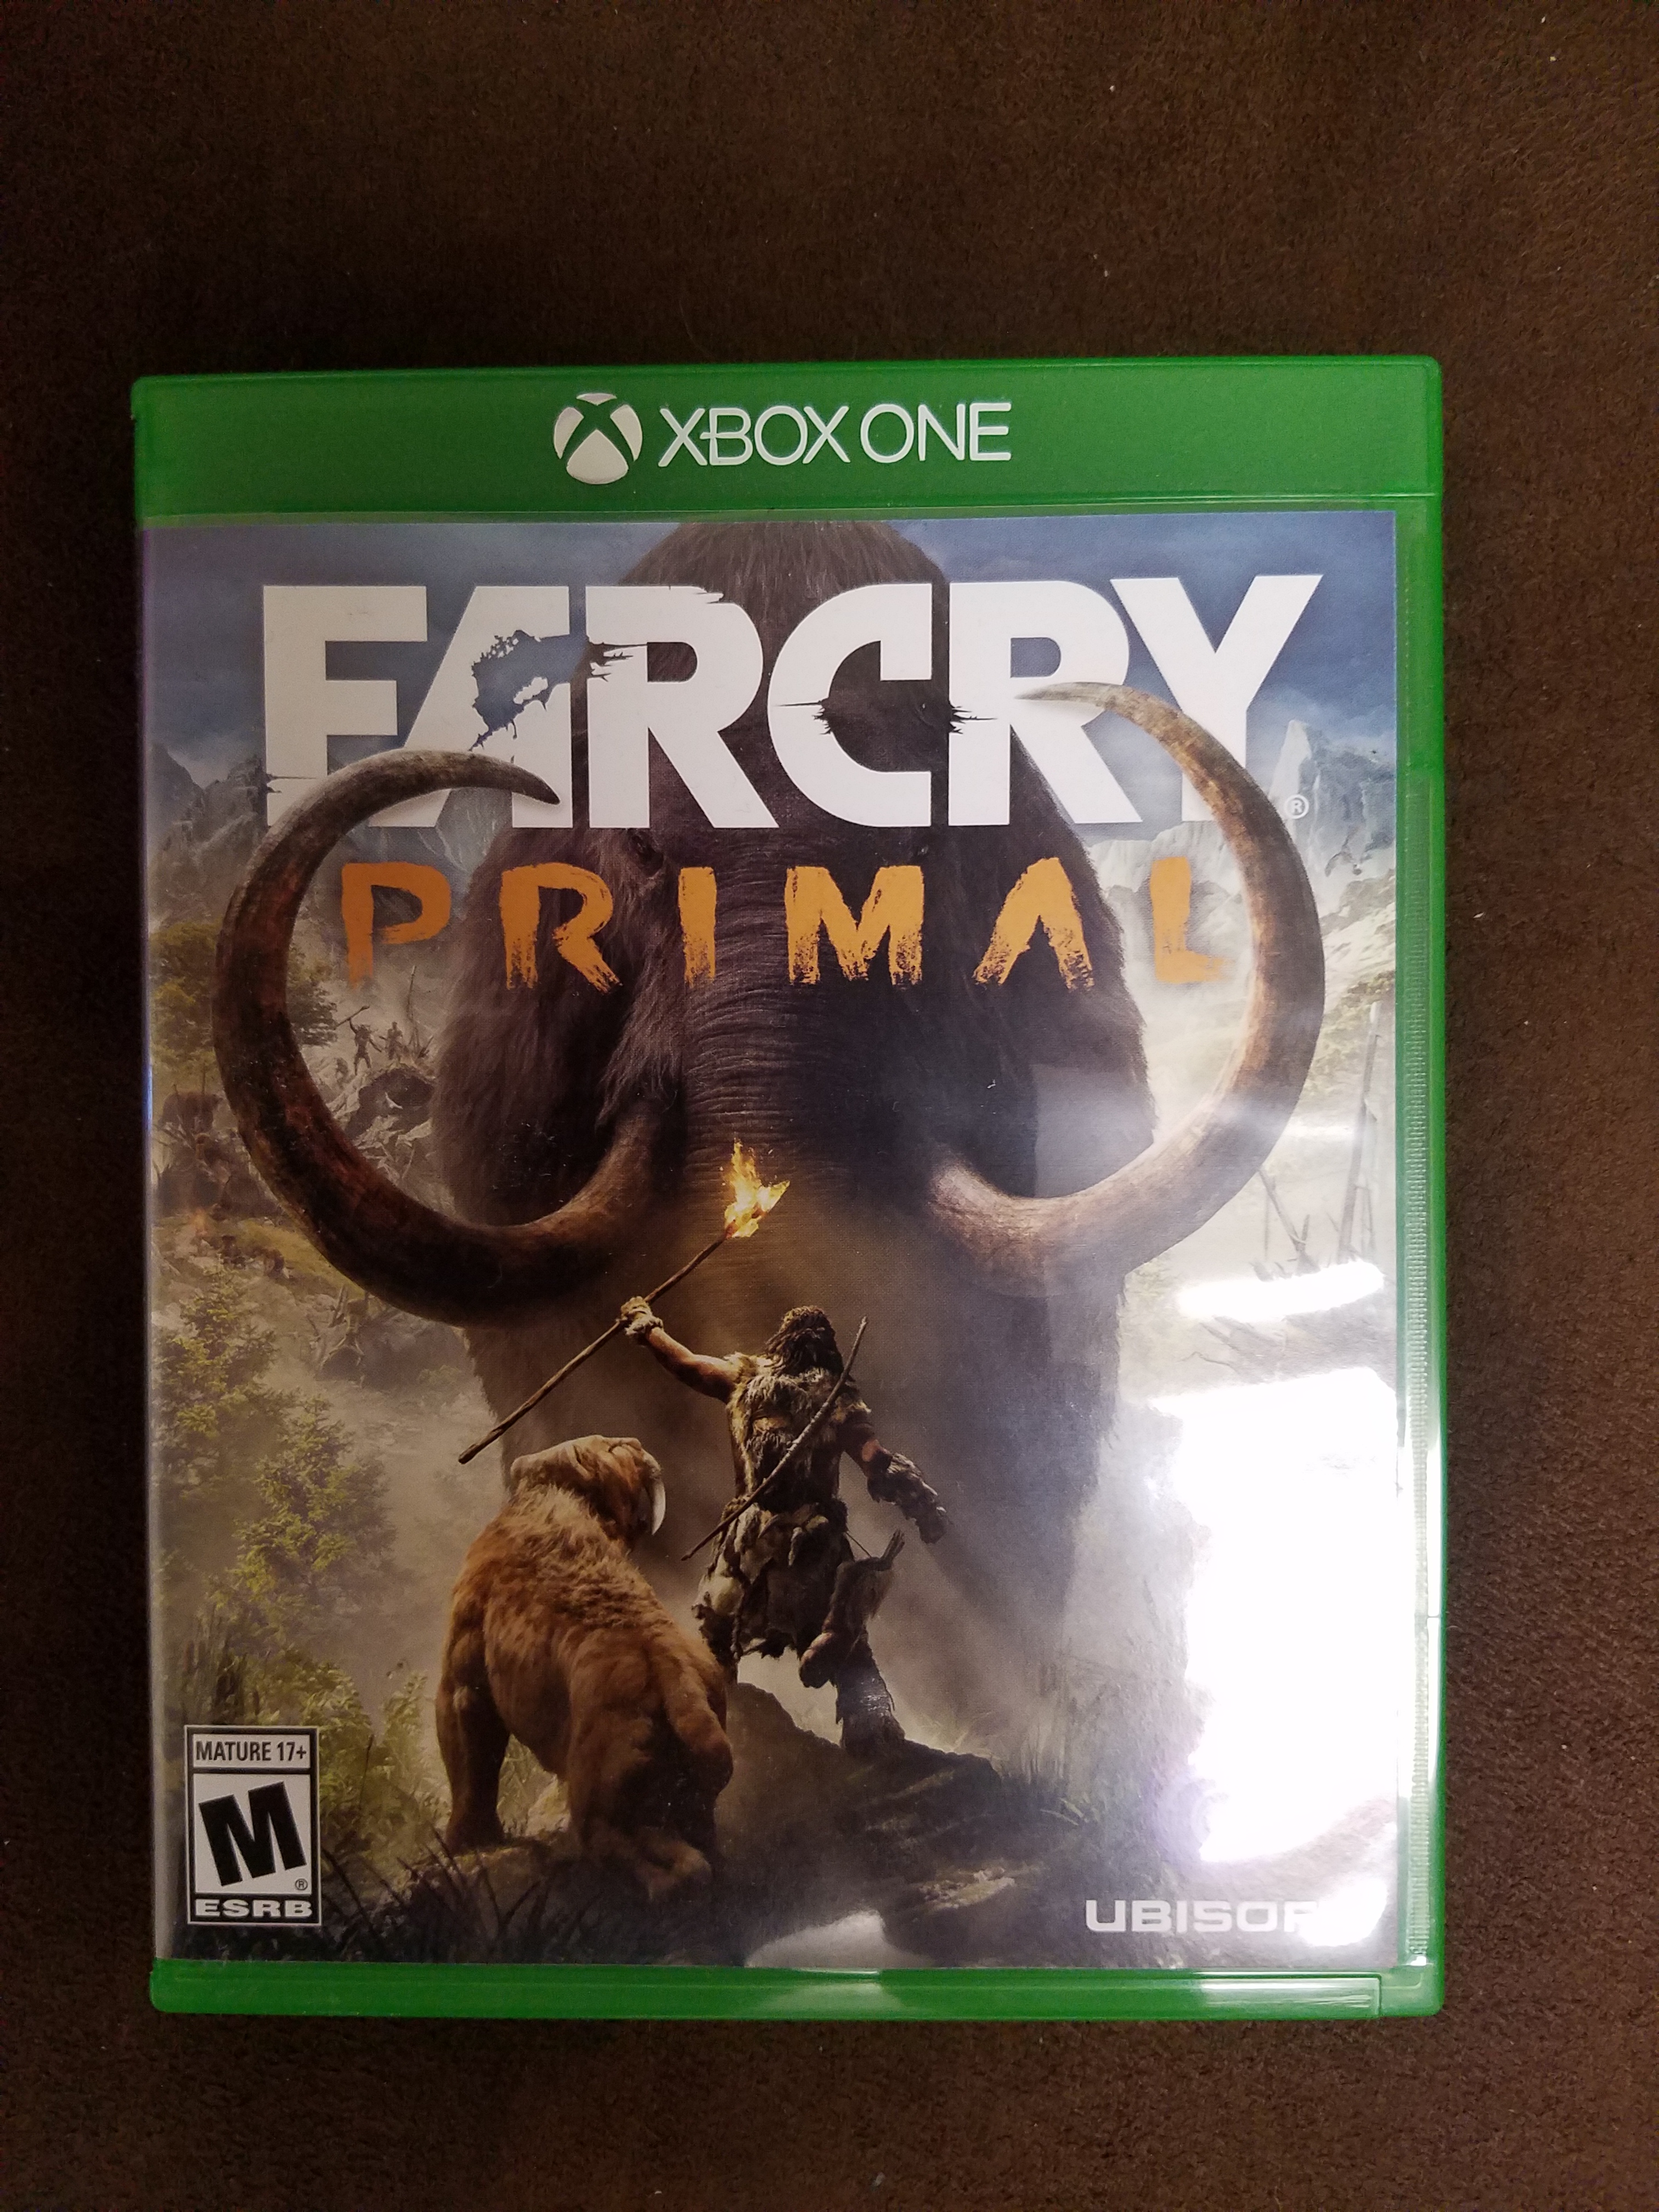 XBOX ONE
FARCRY®
PRIMAL
MATURE 17+
M®
ESRB